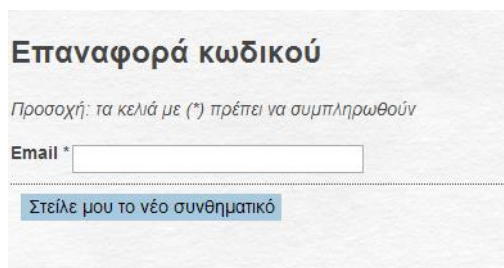 Επαναφορά κωδικού
Προσοχή: τα κελιά με (*) πρέπει να συμπληρωθούν
Email *
Στείλε μου το νέο συνθηματικό